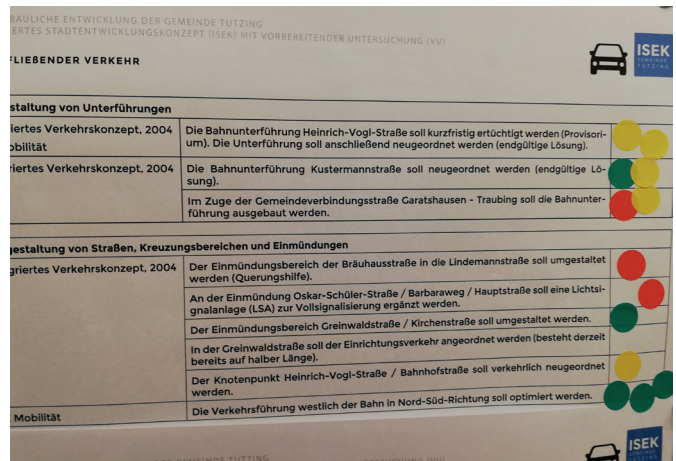 BAULICHE ENTWICKLUNG DER GEMEINDE TUTZING
ERTES STADTENTWICKLUNGSKONZEPT (ISEK) MIT VORBEREITENDER UNTERSUCHUNG (VU)
FLIEßENDER VERKEHR
ISEK
GEMEINDE
TUTZING
staltung von Unterführungen
riertes Verkehrskonzept, 2004
obilität
Die Bahnunterführung Heinrich-Vogl-Straße soll kurzfristig ertüchtigt werden (Provisori-
um). Die Unterführung soll anschließend neugeordnet werden (endgültige Lösung).
riertes Verkehrskonzept, 2004
Die Bahnunterführung Kustermannstraße soll neugeordnet werden (endgültige Lö-
sung).
Im Zuge der Gemeindeverbindungsstraße Garatshausen - Traubing soll die Bahnunter-
führung ausgebaut werden.
gestaltung von Straßen, Kreuzungsbereichen und Einmündungen
griertes Verkehrskonzept, 2004
Der Einmündungsbereich der Bräuhausstraße in die Lindemannstraße soll umgestaltet
werden (Querungshilfe).
An der Einmündung Oskar-Schüler-Straße / Barbaraweg / Hauptstraße soll eine Lichtsi-
gnalanlage (LSA) zur Vollsignalisierung ergänzt werden.
Der Einmündungsbereich Greinwaldstraße / Kirchenstraße soll umgestaltet werden.
In der Greinwaldstraße soll der Einrichtungsverkehr angeordnet werden (besteht derzeit
bereits auf halber Länge).
Der Knotenpunkt Heinrich-Vogl-Straße / Bahnhofstraße soll verkehrlich neugeordnet
werden.
Mobilität
Die Verkehrsführung westlich der Bahn in Nord-Süd-Richtung soll optimiert werden.
DER GEMEINDE TUTZING
ISEK